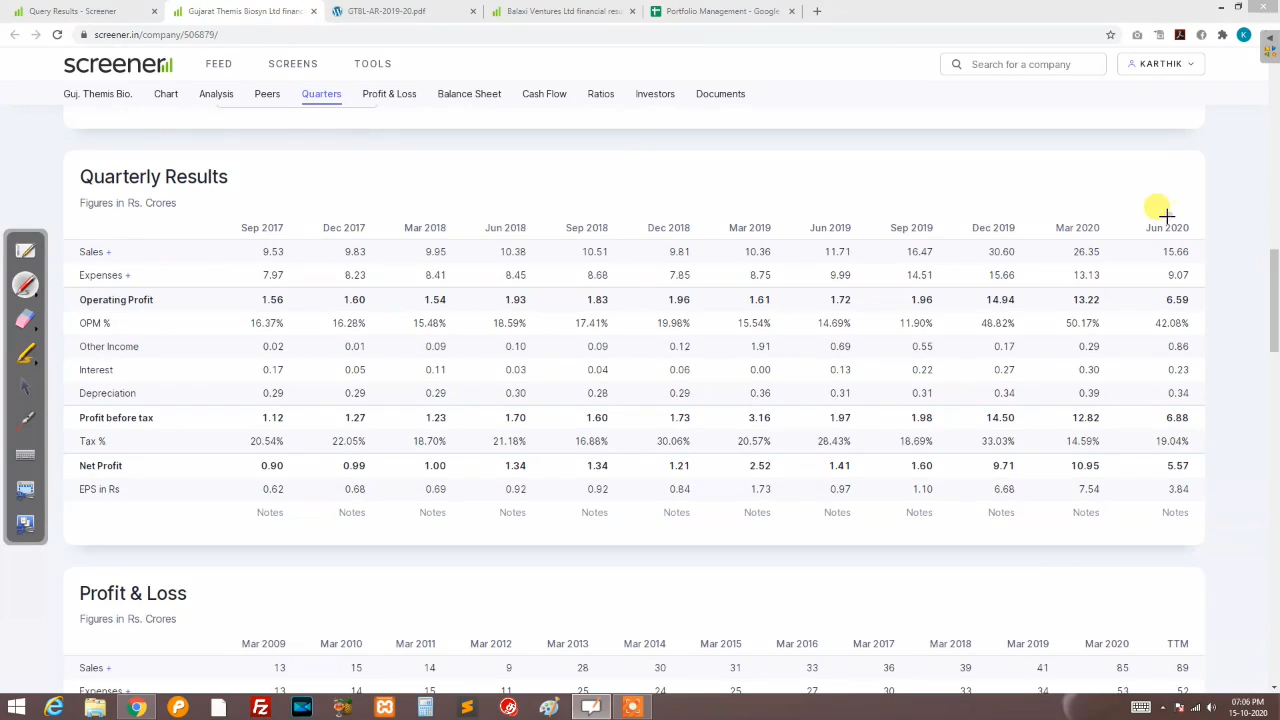 Query Results - Screener
Gujarat Themis Biosyn Ltd finan
GTBL-AR-2019-20.pdf
Balaxi Ventures Ltd financial resu
Portfolio Management - Google
screener.in/company/506879/
screener
FEED SCREENS TOOLS
Search for a company
KARTHIK
Guj. Themis Bio. Chart Analysis Peers Quarters Profit & Loss Balance Sheet Cash Flow Ratios Investors Documents
Quarterly Results
Figures in Rs. Crores
Sep 2017 Dec 2017 Mar 2018 Jun 2018 Sep 2018 Dec 2018 Mar 2019 Jun 2019 Sep 2019 Dec 2019 Mar 2020 Jun 2020
Sales + 9.53 9.83 9.95 10.38 10.51 9.81 10.36 11.71 16.47 30.60 26.35 15.66
Expenses + 7.97 8.23 8.41 8.45 8.68 7.85 8.75 9.99 14.51 15.66 13.13 9.07
Operating Profit 1.56 1.60 1.54 1.93 1.83 1.96 1.61 1.72 1.96 14.94 13.22 6.59
OPM % 16.37% 16.28% 15.48% 18.59% 17.41% 19.98% 15.54% 14.69% 11.90% 48.82% 50.17% 42.08%
Other Income 0.02 0.01 0.09 0.10 0.09 0.12 1.91 0.69 0.55 0.17 0.29 0.86
Interest 0.17 0.05 0.11 0.03 0.04 0.06 0.00 0.13 0.22 0.27 0.30 0.23
Depreciation 0.29 0.29 0.29 0.30 0.28 0.29 0.36 0.31 0.31 0.34 0.39 0.34
Profit before tax 1.12 1.27 1.23 1.70 1.60 1.73 3.16 1.97 1.98 14.50 12.82 6.88
Tax % 20.54% 22.05% 18.70% 21.18% 16.88% 30.06% 20.57% 28.43% 18.69% 33.03% 14.59% 19.04%
Net Profit 0.90 0.99 1.00 1.34 1.34 1.21 2.52 1.41 1.60 9.71 10.95 5.57
EPS in Rs 0.62 0.68 0.69 0.92 0.92 0.84 1.73 0.97 1.10 6.68 7.54 3.84
Notes Notes Notes Notes Notes Notes Notes Notes Notes Notes Notes Notes
Profit & Loss
Figures in Rs. Crores
Mar 2009 Mar 2010 Mar 2011 Mar 2012 Mar 2013 Mar 2014 Mar 2015 Mar 2016 Mar 2017 Mar 2018 Mar 2019 Mar 2020 TTM
Sales + 13 15 14 9 28 30 31 33 36 39 41 85 89
Expenses + 13 14 15 11 25 24 25 27 30 33 34 53 52
07:06 PM
15-10-2020